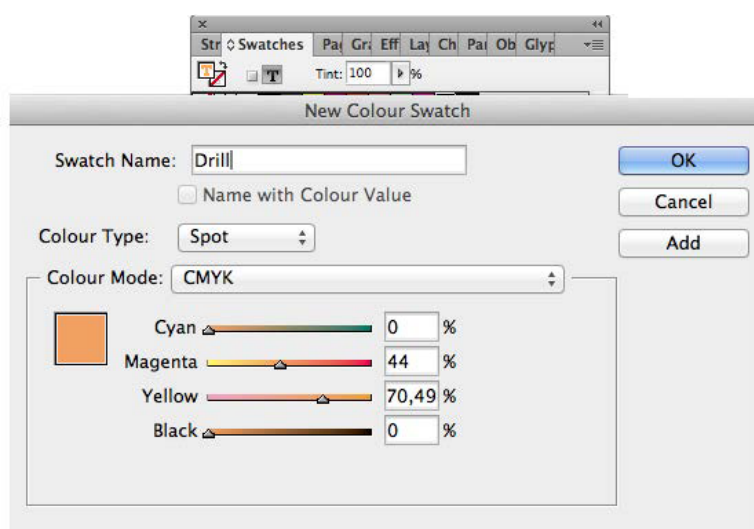 Str Swatches Pa Gra Eff Lay Ch Par Ob Glyp
T T Tint: 100 %
New Colour Swatch
Swatch Name: Drill OK
Name with Colour Value Cancel
Colour Type: Spot Add
Colour Mode: CMYK
Cyan 0 %
Magenta 44 %
Yellow 70,49 %
Black 0 %